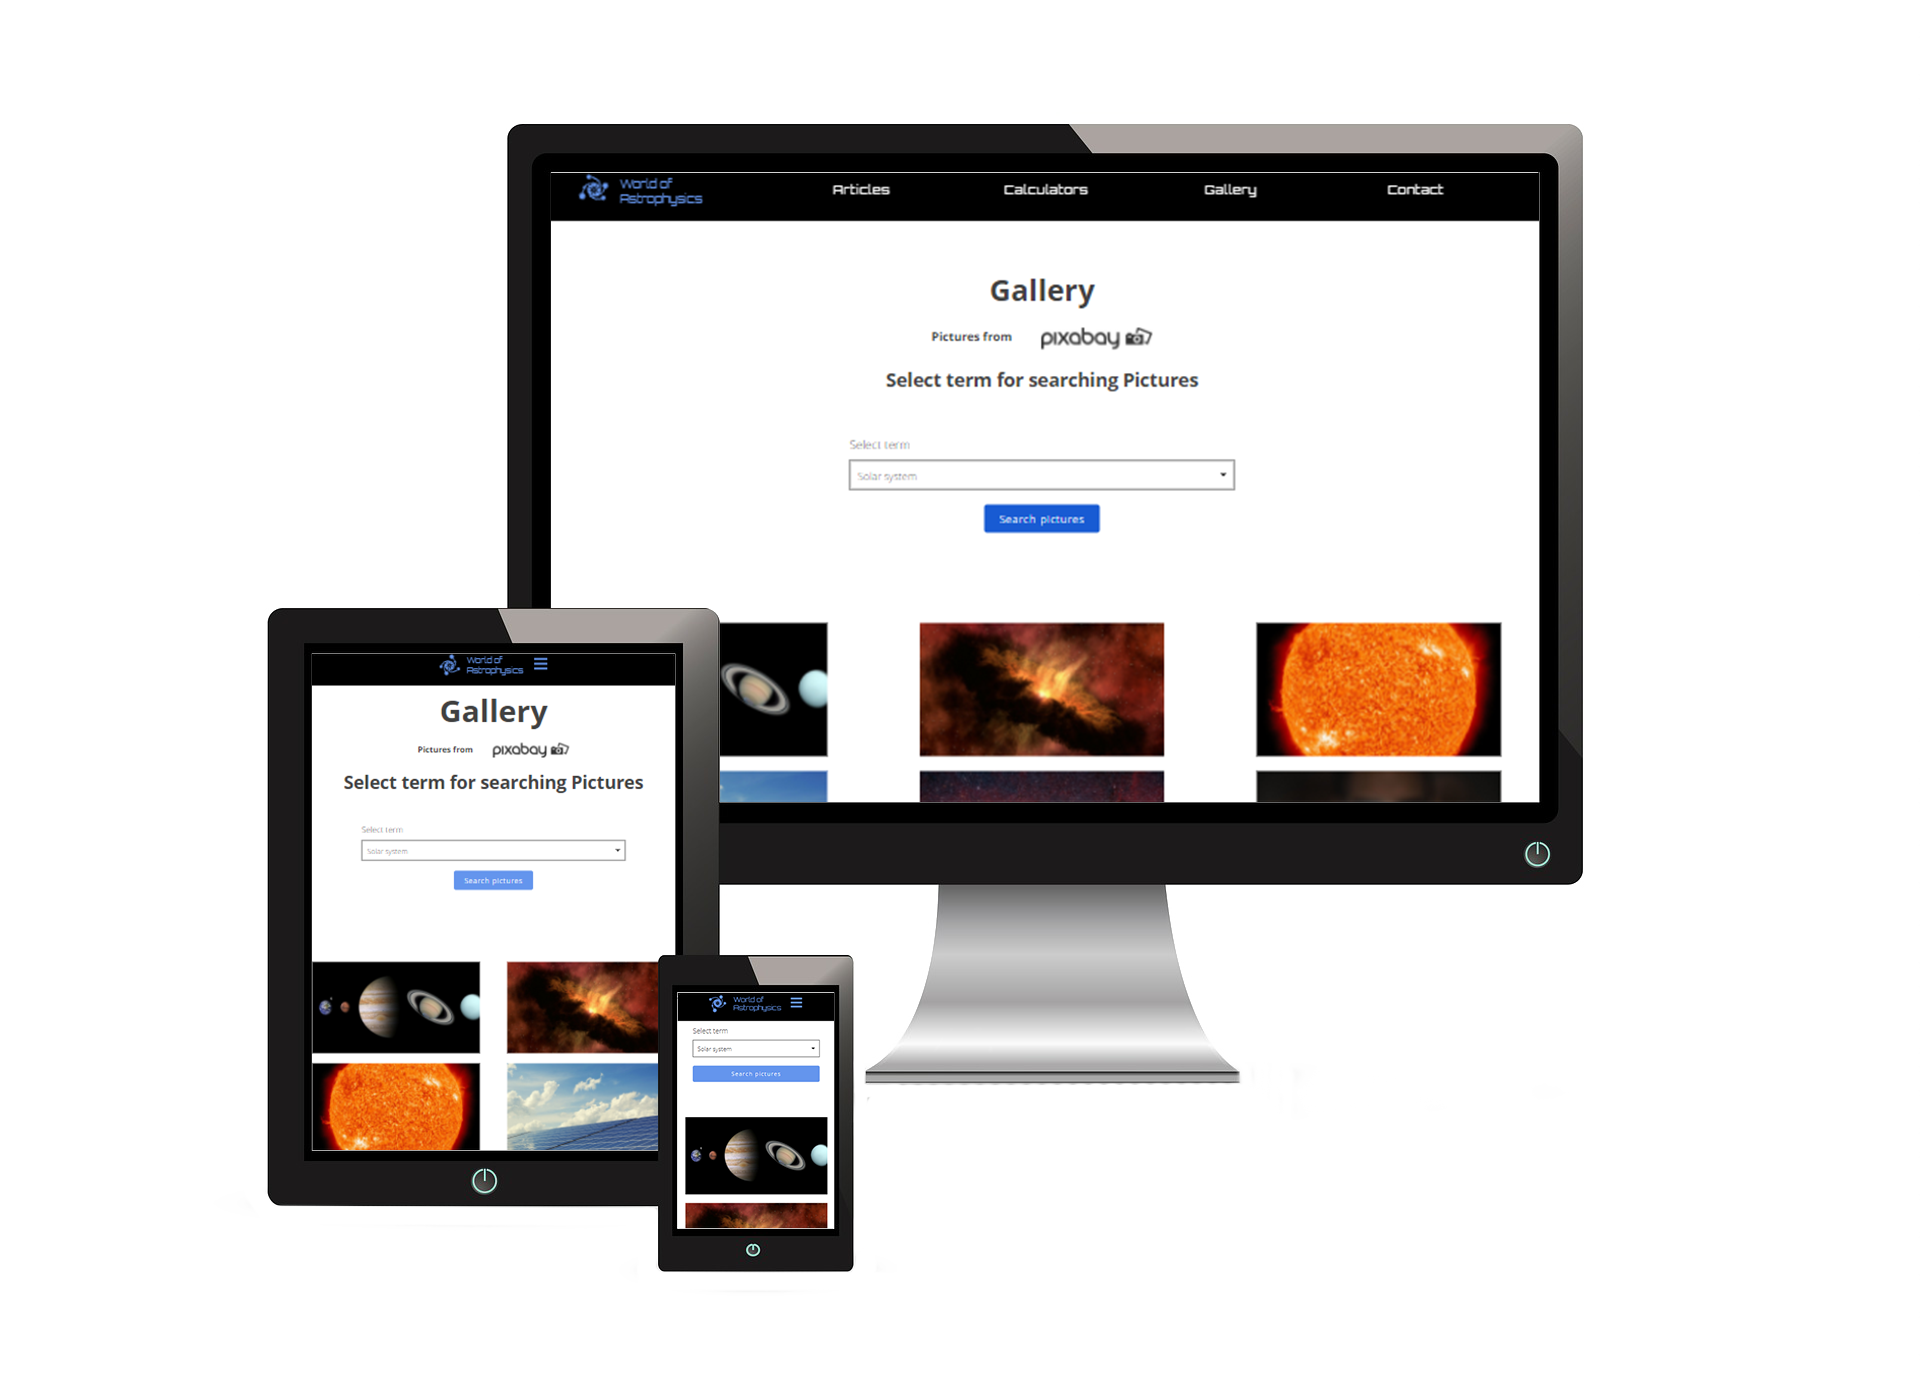 World of
Astrophysics
Articles
Calculators
Gallery
Contact
Gallery
Pictures from
pixabay
Select term for searching Pictures
Select term
Solar system
Search pictures
World of
Astrophysics
Gallery
Pictures from
pixabay
Select term for searching Pictures
Select term
Solar system
Search pictures
World of
Astrophysics
Select term
Solar system
Search pictures